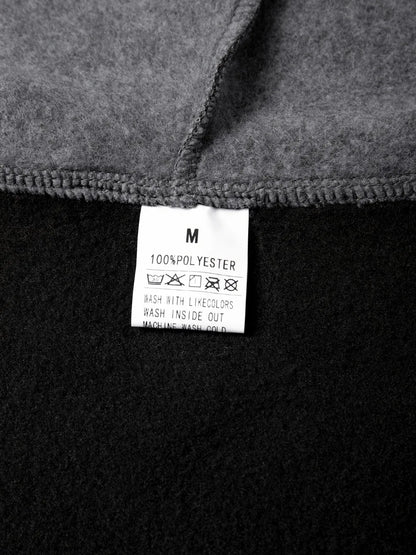 M
100%POLYESTER
WASH WITH LIKECOLORS
WASH INSIDE OUT
MACHINE WASH COLD